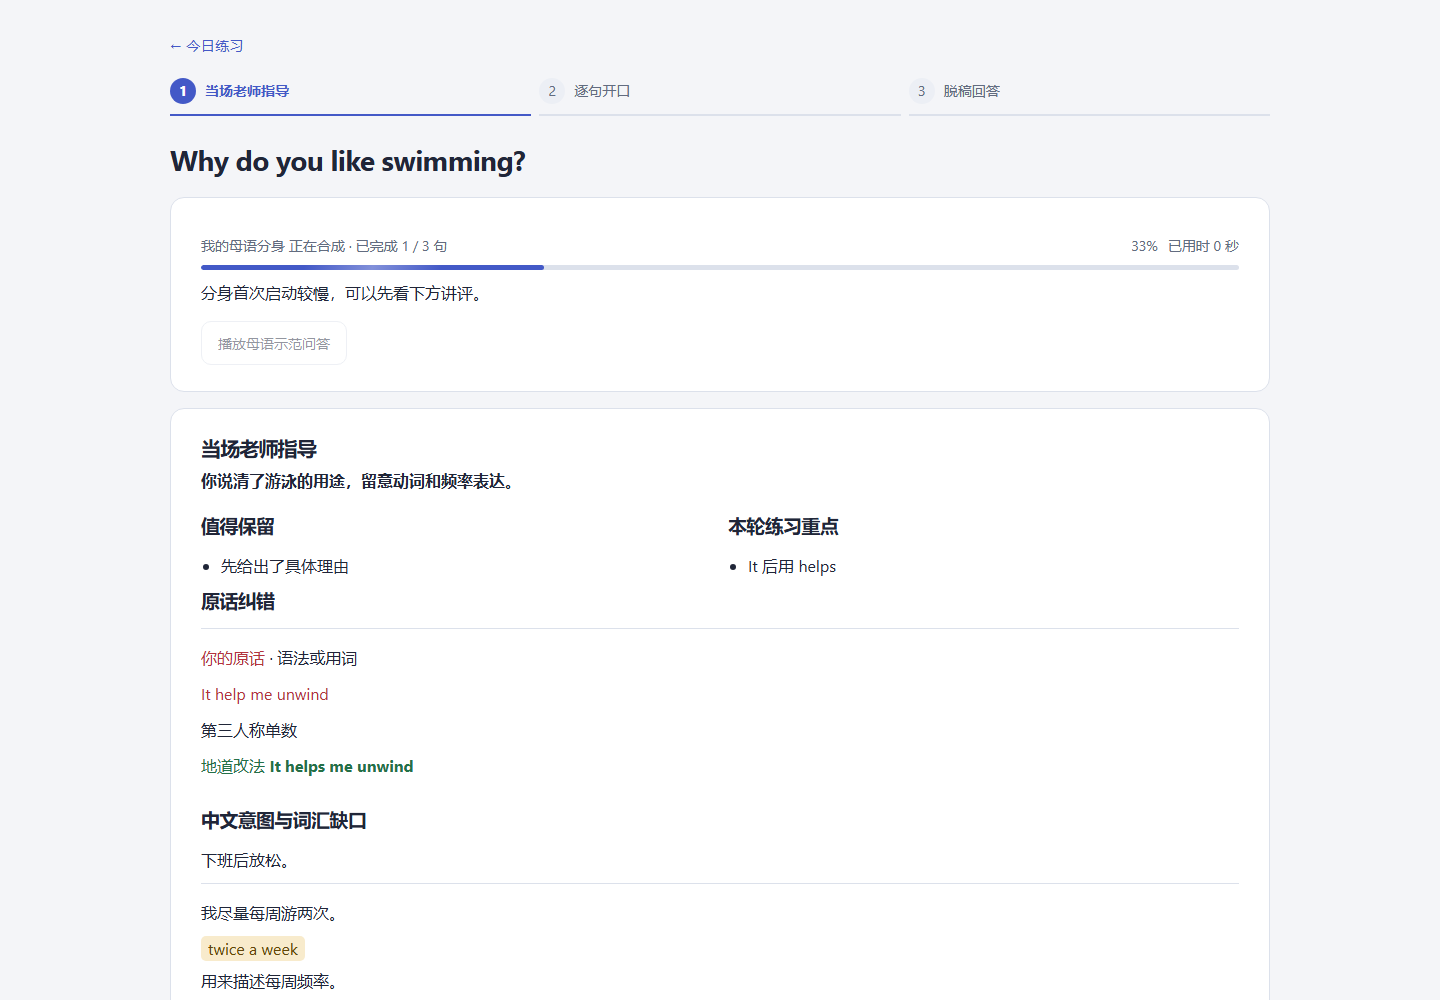 ← 今日练习
1 当场老师指导
2 逐句开口
3 脱稿回答
Why do you like swimming?
我的母语分身 正在合成 · 已完成 1 / 3 句
33% 已用时 0 秒
分身首次启动较慢，可以先看下方讲评。
播放母语示范问答
当场老师指导
你说清了游泳的用途，留意动词和频率表达。
值得保留
• 先给出了具体理由
本轮练习重点
• It 后用 helps
原话纠错
你的原话 · 语法或用词
It help me unwind
第三人称单数
地道改法 It helps me unwind
中文意图与词汇缺口
下班后放松。
我尽量每周游两次。
twice a week
用来描述每周频率。